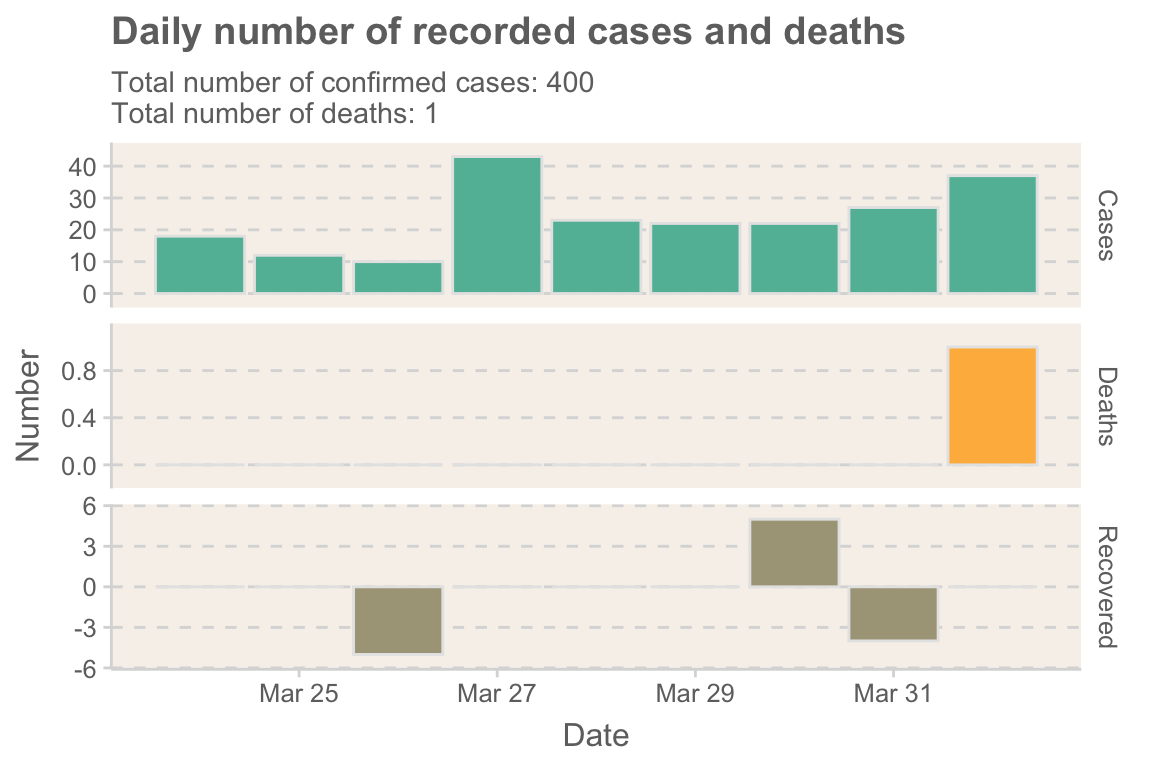 Daily number of recorded cases and deaths
Total number of confirmed cases: 400
Total number of deaths: 1
40
30
20
10
0
Cases
Number
0.8
0.4
0.0
Deaths
6
3
0
-3
-6
Recovered
Mar 25 Mar 27 Mar 29 Mar 31
Date